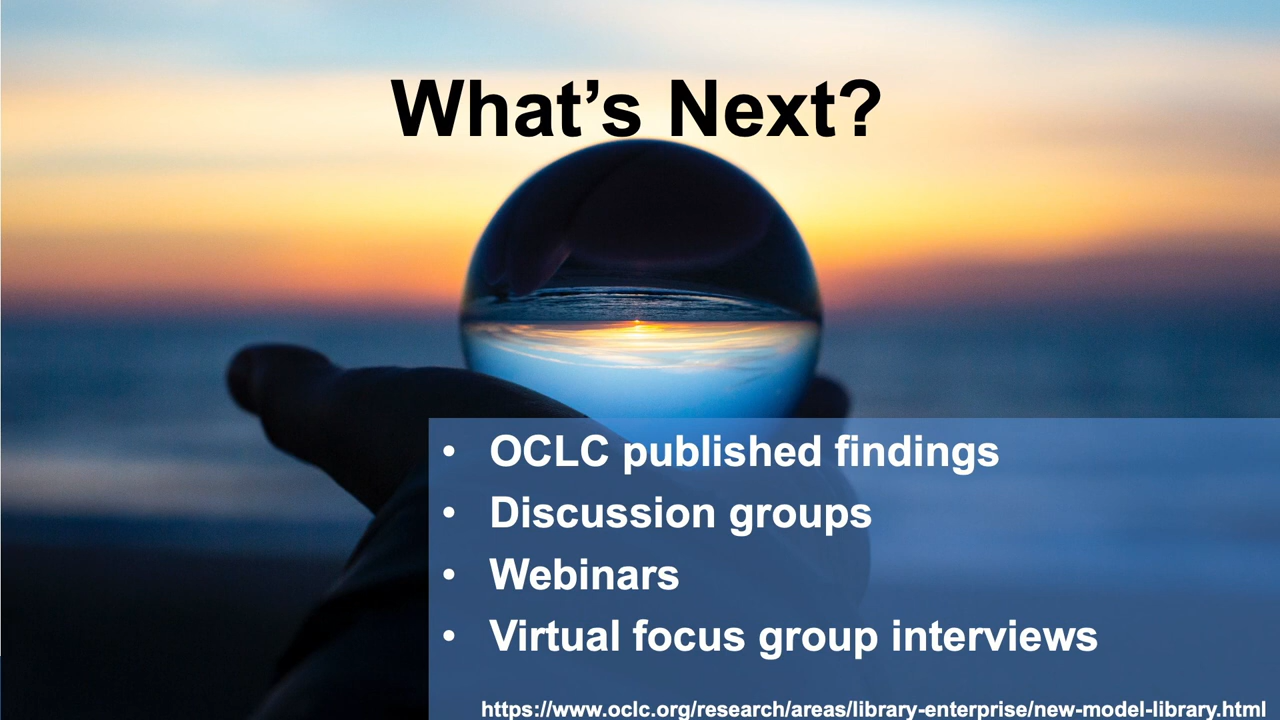 What’s Next?
• OCLC published findings
• Discussion groups
• Webinars
• Virtual focus group interviews
https://www.oclc.org/research/areas/library-enterprise/new-model-library.html